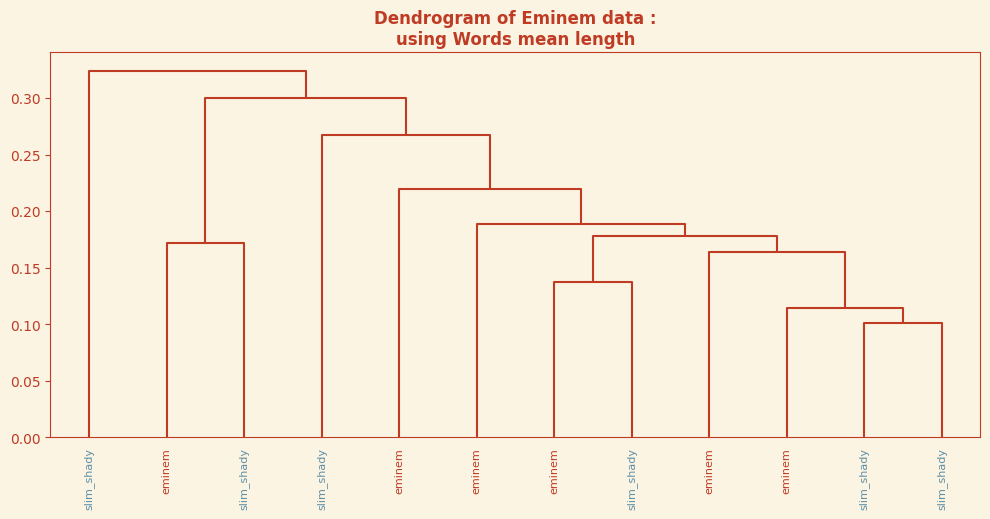 Dendrogram of Eminem data :
using Words mean length
0.30
0.25
0.20
0.15
0.10
0.05
0.00
slim_shady
eminem
slim_shady
slim_shady
eminem
eminem
eminem
slim_shady
eminem
eminem
slim_shady
slim_shady